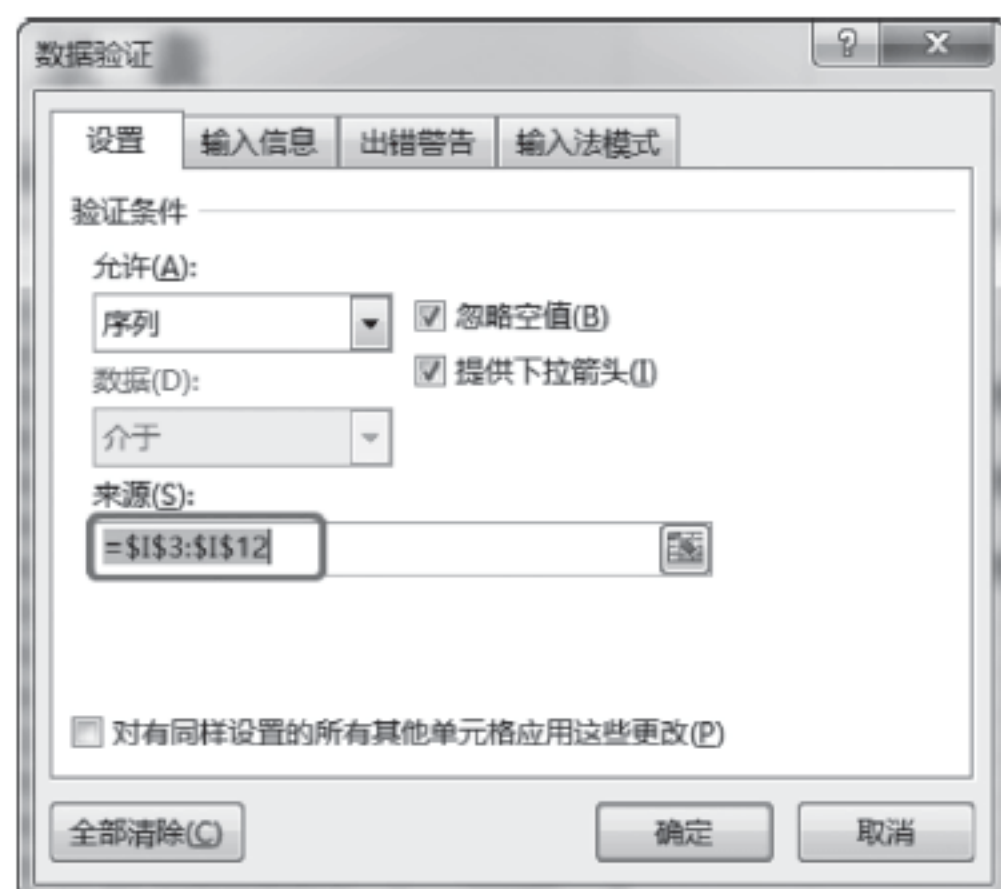 数据验证
?
设置 输入信息 出错警告 输入法模式
验证条件
允许(A):
序列
忽略空值(B)
提供下拉箭头(I)
数据(D):
介于
来源(S):
=$I$3:$I$12
对有同样设置的所有其他单元格应用这些更改(P)
全部清除(C) 确定 取消